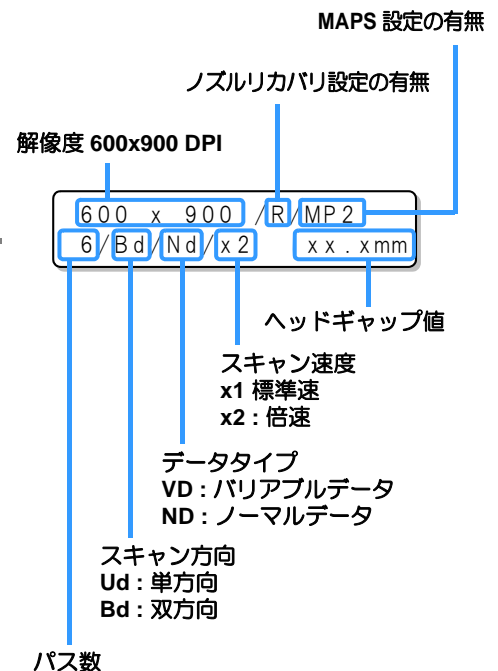 MAPS 設定の有無
ノズルリカバリ設定の有無
解像度 600x900 DPI
600 x 900 /R/MP2
6/Bd/Nd/x2 xx.xmm
ヘッドギャップ値
スキャン速度
x1 標準速
x2 : 倍速
データタイプ
VD : バリアブルデータ
ND : ノーマルデータ
スキャン方向
Ud : 単方向
Bd : 双方向
パス数